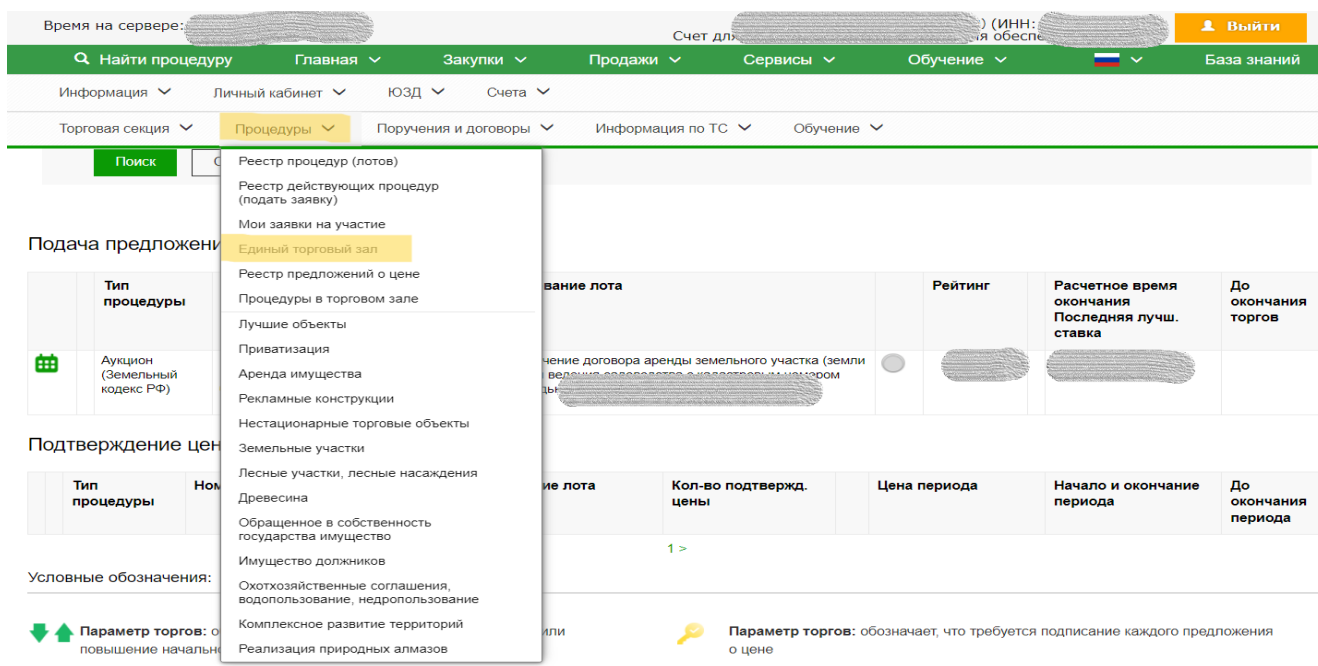 Время на сервере:
) (ИНН:
Счет для
я обеспе
Выйти
Найти процедуру Главная Закупки Продажи Сервисы Обучение База знаний
Информация Личный кабинет ЮЗД Счета
Торговая секция Процедуры Поручения и договоры Информация по ТС Обучение
Поиск
Реестр процедур (лотов)
Реестр действующих процедур
(подать заявку)
Мои заявки на участие
Единый торговый зал
Реестр предложений о цене
Процедуры в торговом зале
Лучшие объекты
Приватизация
Аренда имущества
Рекламные конструкции
Нестационарные торговые объекты
Земельные участки
Лесные участки, лесные насаждения
Древесина
Обращенное в собственность
государства имущество
Имущество должников
Охотхозяйственные соглашения,
водопользование, недропользование
Комплексное развитие территорий
Реализация природных алмазов
Подача предложени
Тип
процедуры
вание лота
Рейтинг
Расчетное время
окончания
Последняя лучш.
ставка
До
окончания
торгов
Аукцион
(Земельный
кодекс РФ)
чение договора аренды земельного участка (земли
ведения садоводства с кадастровым номером
Подтверждение цен
Тип
процедуры
Ном
ие лота
Кол-во подтвержд.
цены
Цена периода
Начало и окончание
периода
До
окончания
периода
1 >
Условные обозначения:
Параметр торгов: о
или
повышение начально
Параметр торгов: обозначает, что требуется подписание каждого предложения
о цене